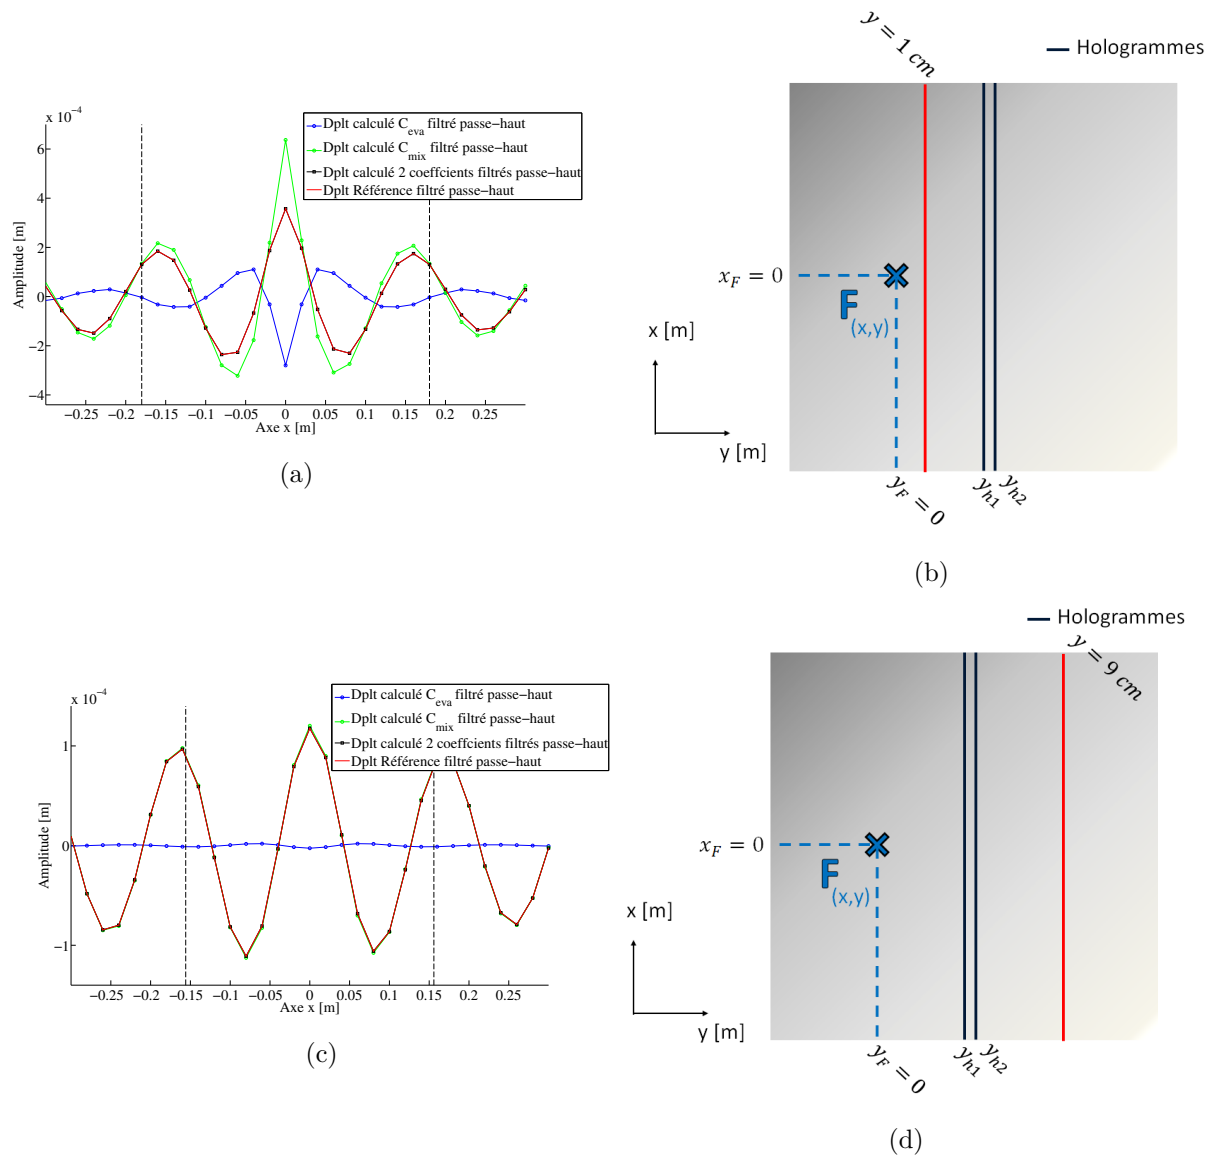 x 10⁻⁴
Dplt calculé C_eva filtré passe−haut
Dplt calculé C_mix filtré passe−haut
Dplt calculé 2 coeffcients filtrés passe−haut
Dplt Référence filtré passe−haut
6
4
2
0
−2
−4
Amplitude [m]
−0.25 −0.2 −0.15 −0.1 −0.05 0 0.05 0.1 0.15 0.2 0.25
Axe x [m]
(a)
y = 1 cm
Hologrammes
x_F = 0
F(x,y)
x [m]
y [m]
y_F = 0
y_h1
y_h2
(b)
x 10⁻⁴
Dplt calculé C_eva filtré passe−haut
Dplt calculé C_mix filtré passe−haut
Dplt calculé 2 coeffcients filtrés passe−haut
Dplt Référence filtré passe−haut
1
0
−1
Amplitude [m]
−0.25 −0.2 −0.15 −0.1 −0.05 0 0.05 0.1 0.15 0.2 0.25
Axe x [m]
(c)
Hologrammes
y = 9 cm
x_F = 0
F(x,y)
x [m]
y [m]
y_F = 0
y_h1
y_h2
(d)